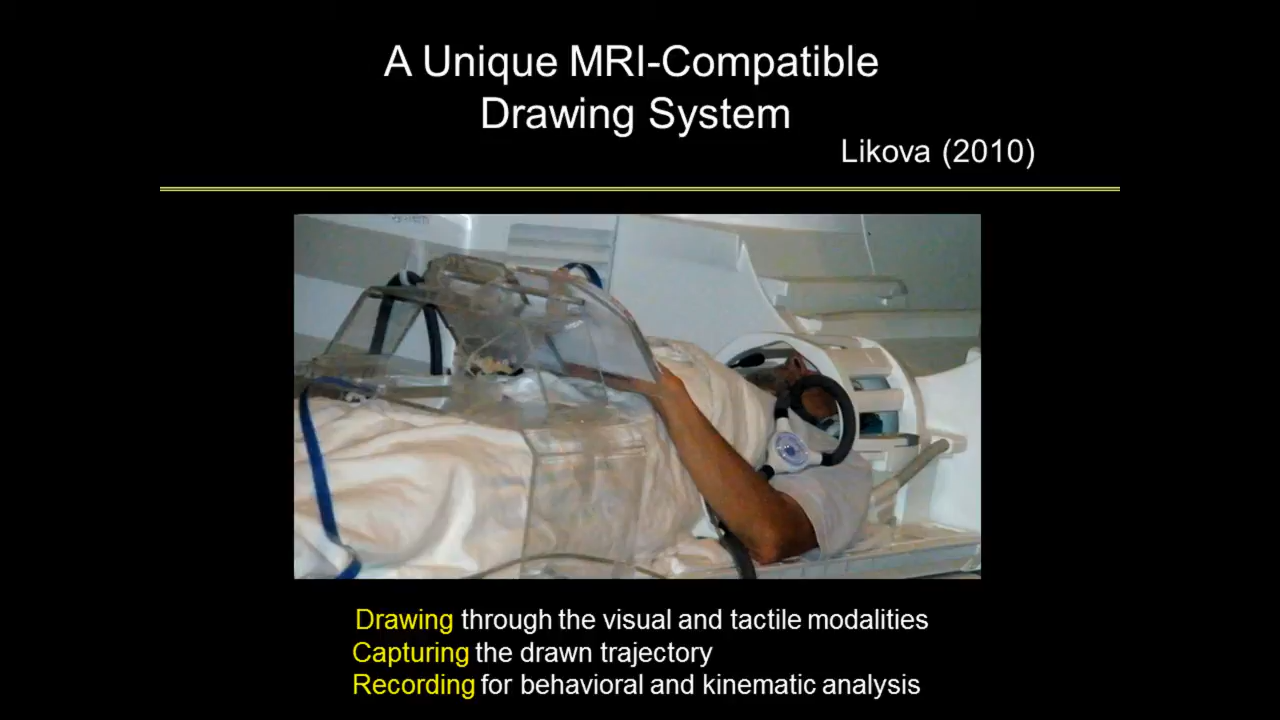 A Unique MRI-Compatible
Drawing System
Likova (2010)
Drawing through the visual and tactile modalities
Capturing the drawn trajectory
Recording for behavioral and kinematic analysis